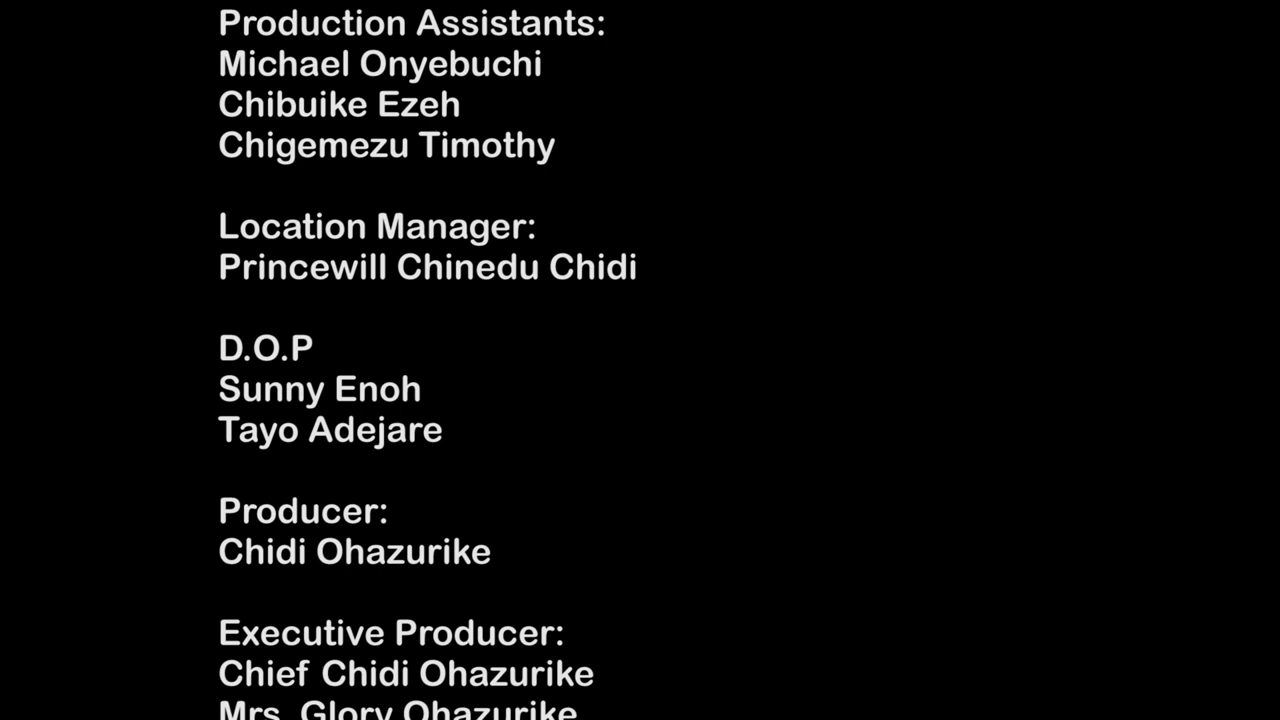 Production Assistants:
Michael Onyebuchi
Chibuike Ezeh
Chigemezu Timothy
Location Manager:
Princewill Chinedu Chidi
D.O.P
Sunny Enoh
Tayo Adejare
Producer:
Chidi Ohazurike
Executive Producer:
Chief Chidi Ohazurike
Mrs. Glory Ohazurike